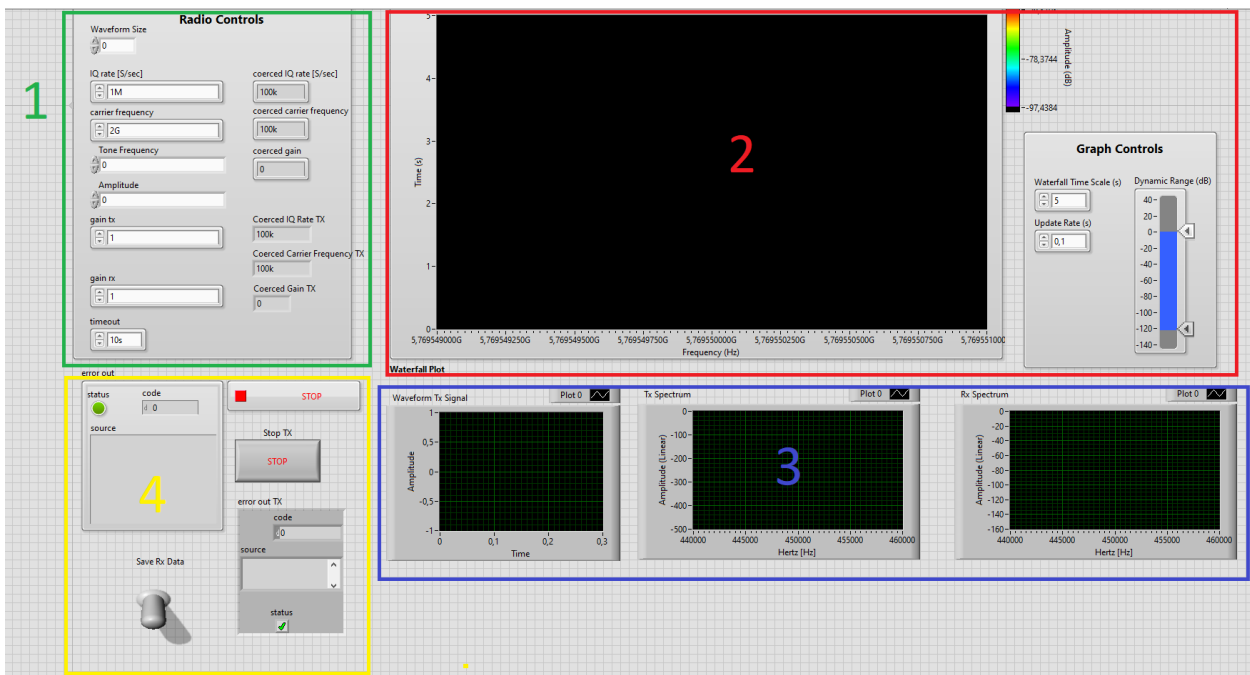 1
Radio Controls
Waveform Size
0
IQ rate [S/sec]
1M
coerced IQ rate [S/sec]
100k
carrier frequency
2G
coerced carrier frequency
100k
Tone Frequency
0
coerced gain
0
Amplitude
0
gain tx
1
Coerced IQ Rate TX
100k
Coerced Carrier Frequency TX
100k
gain rx
1
Coerced Gain TX
0
timeout
10s
2
Time (s)
5-
4-
3-
2-
1-
0-
5,769549000G
5,769549250G
5,769549500G
5,769549750G
5,769550000G
5,769550250G
5,769550500G
5,769550750G
5,769551000
Frequency (Hz)
Waterfall Plot
Amplitude (dB)
-78,3744
-97,4384
Graph Controls
Waterfall Time Scale (s)
5
Update Rate (s)
0,1
Dynamic Range (dB)
40-
20-
0-
-20-
-40-
-60-
-80-
-100-
-120-
-140-
error out
status
code
d 0
source
4
STOP
Stop TX
STOP
error out TX
code
d0
source
status
Save Rx Data
3
Waveform Tx Signal
Plot 0
Amplitude
1-
0,5-
0-
-0,5-
-1-
0
0,1
0,2
0,3
Time
Tx Spectrum
Plot 0
Amplitude (Linear)
0-
-100-
-200-
-300-
-400-
-500-
440000
445000
450000
455000
460000
Hertz [Hz]
Rx Spectrum
Plot 0
Amplitude (Linear)
0-
-20-
-40-
-60-
-80-
-100-
-120-
-140-
-160-
440000
445000
450000
455000
460000
Hertz [Hz]